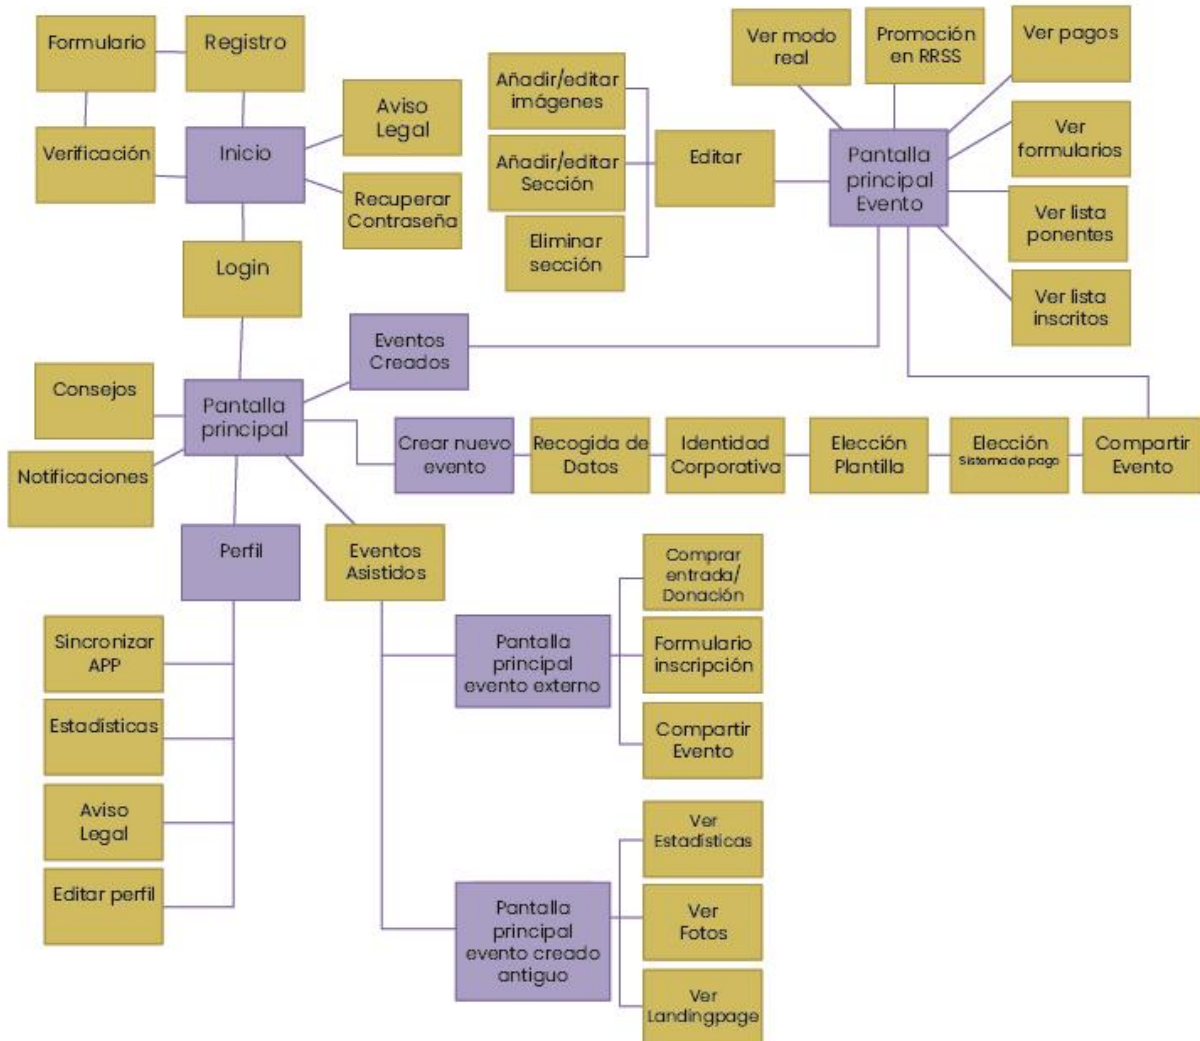 Formulario
Registro
Ver modo
real
Promoción
en RRSS
Ver pagos
Añadir/editar
imágenes
Aviso
Legal
Verificación
Inicio
Editar
Pantalla
principal
Evento
Ver
formularios
Añadir/editar
Sección
Recuperar
Contraseña
Ver lista
ponentes
Login
Eliminar
sección
Ver lista
inscritos
Eventos
Creados
Consejos
Pantalla
principal
Crear nuevo
evento
Recogida de
Datos
Identidad
Corporativa
Elección
Plantilla
Elección
Sistema de pago
Compartir
Evento
Notificaciones
Perfil
Eventos
Asistidos
Comprar
entrada/
Donación
Sincronizar
APP
Pantalla
principal
evento externo
Formulario
inscripción
Estadísticas
Compartir
Evento
Aviso
Legal
Ver
Estadísticas
Editar perfil
Pantalla
principal
evento creado
antiguo
Ver
Fotos
Ver
Landingpage